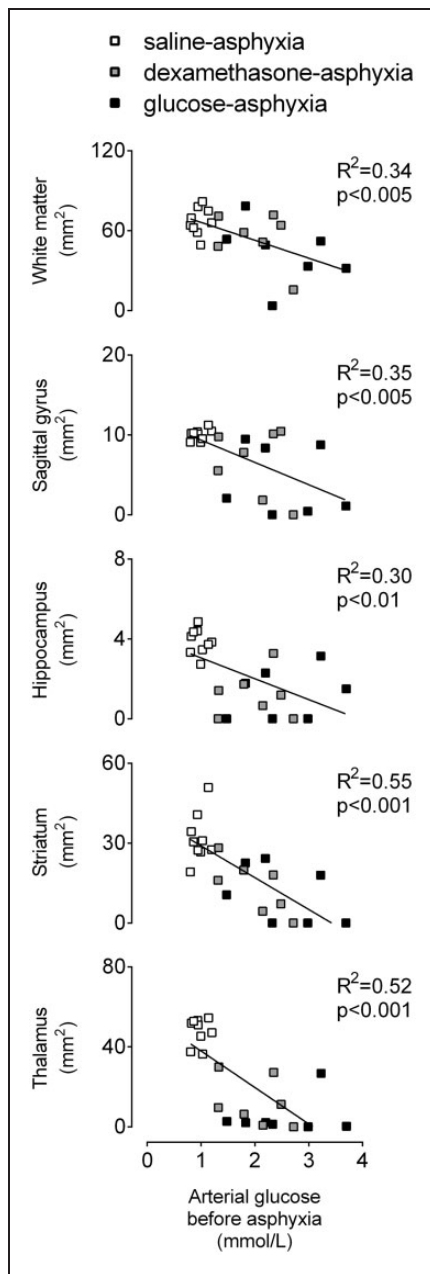 saline-asphyxia
dexamethasone-asphyxia
glucose-asphyxia
120
60
0
White matter
(mm²)
R²=0.34
p<0.005
20
10
0
Sagittal gyrus
(mm²)
R²=0.35
p<0.005
8
4
0
Hippocampus
(mm²)
R²=0.30
p<0.01
60
30
0
Striatum
(mm²)
R²=0.55
p<0.001
80
40
0
Thalamus
(mm²)
R²=0.52
p<0.001
0 1 2 3 4
Arterial glucose
before asphyxia
(mmol/L)